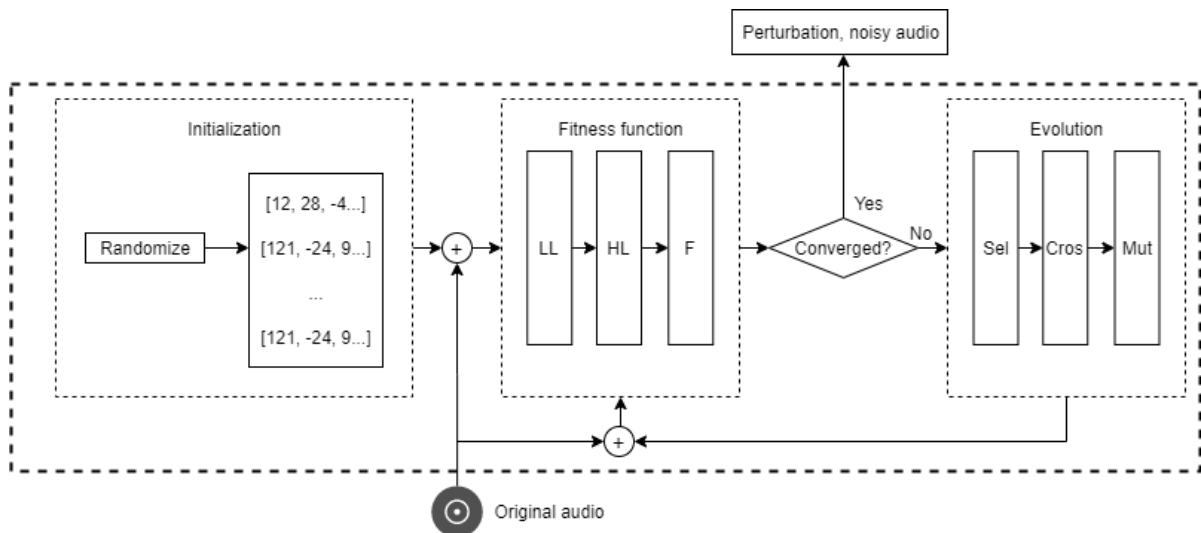 Perturbation, noisy audio
Initialization
Randomize
[12, 28, -4...]
[121, -24, 9...]
...
[121, -24, 9...]
+
Fitness function
LL
HL
F
Converged?
Yes
No
Evolution
Sel
Cros
Mut
+
Original audio